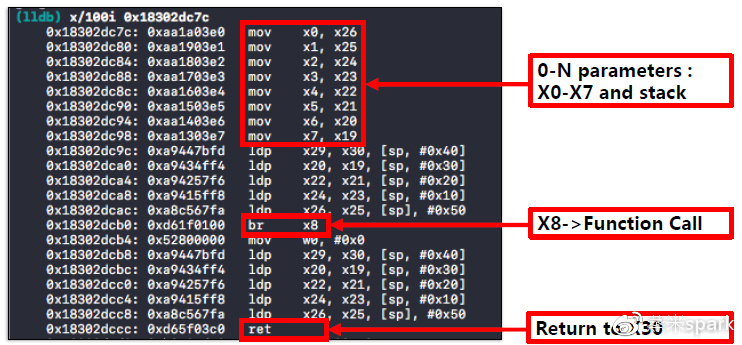 (lldb) x/100i 0x18302dc7c
0x18302dc7c: 0xaa1a03e0 mov x0, x26
0x18302dc80: 0xaa1903e1 mov x1, x25
0x18302dc84: 0xaa1803e2 mov x2, x24
0x18302dc88: 0xaa1703e3 mov x3, x23
0x18302dc8c: 0xaa1603e4 mov x4, x22
0x18302dc90: 0xaa1503e5 mov x5, x21
0x18302dc94: 0xaa1403e6 mov x6, x20
0x18302dc98: 0xaa1303e7 mov x7, x19
0x18302dc9c: 0xa9447bfd ldp x29, x30, [sp, #0x40]
0x18302dca0: 0xa9434ff4 ldp x20, x19, [sp, #0x30]
0x18302dca4: 0xa94257f6 ldp x22, x21, [sp, #0x20]
0x18302dca8: 0xa9415ff8 ldp x24, x23, [sp, #0x10]
0x18302dcac: 0xa8c567fa ldp x26, x25, [sp], #0x50
0x18302dcb0: 0xd61f0100 br x8
0x18302dcb4: 0x52800000 mov w0, #0x0
0x18302dcb8: 0xa9447bfd ldp x29, x30, [sp, #0x40]
0x18302dcbc: 0xa9434ff4 ldp x20, x19, [sp, #0x30]
0x18302dcc0: 0xa94257f6 ldp x22, x21, [sp, #0x20]
0x18302dcc4: 0xa9415ff8 ldp x24, x23, [sp, #0x10]
0x18302dcc8: 0xa8c567fa ldp x26, x25, [sp], #0x50
0x18302dccc: 0xd65f03c0 ret
0-N parameters :
X0-X7 and stack
X8->Function Call
Return to X30
spark